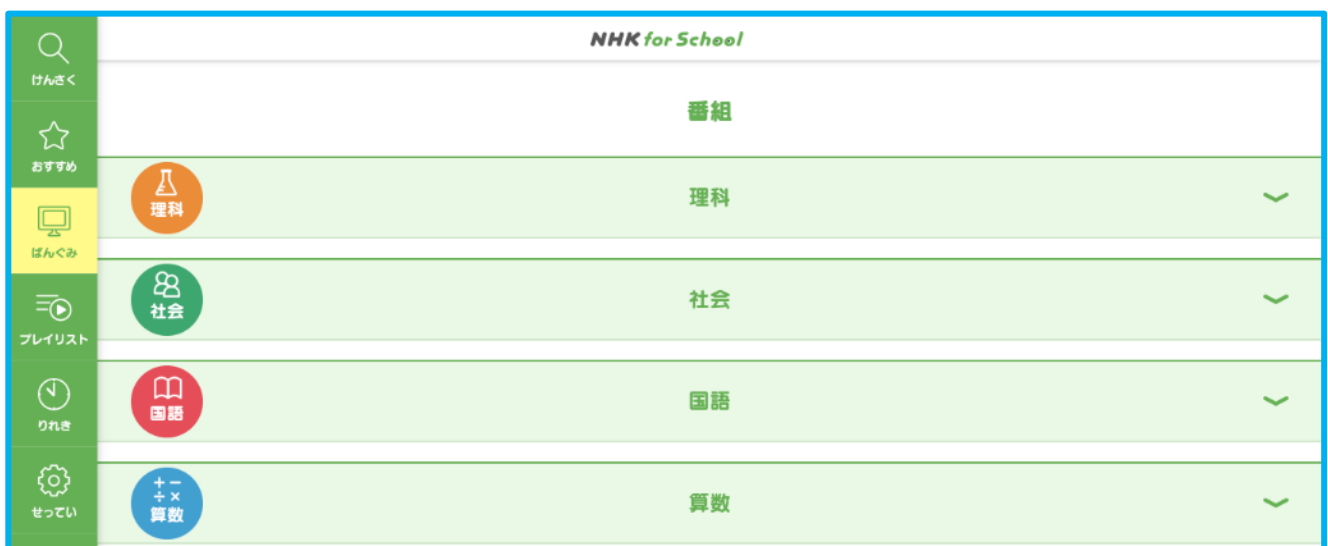 けんさく
おすすめ
ばんぐみ
プレイリスト
りれき
せってい
NHK for School
番組
理科
理科
社会
社会
国語
国語
+−
÷×
算数
算数